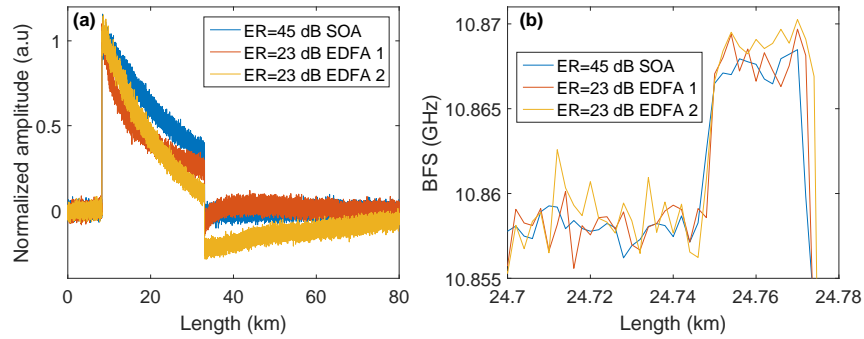 (a)
ER=45 dB SOA
ER=23 dB EDFA 1
ER=23 dB EDFA 2
Normalized amplitude (a.u)
1
0.5
0
0 20 40 60 80
Length (km)
(b)
ER=45 dB SOA
ER=23 dB EDFA 1
ER=23 dB EDFA 2
BFS (GHz)
10.87
10.865
10.86
10.855
24.7 24.72 24.74 24.76 24.78
Length (km)